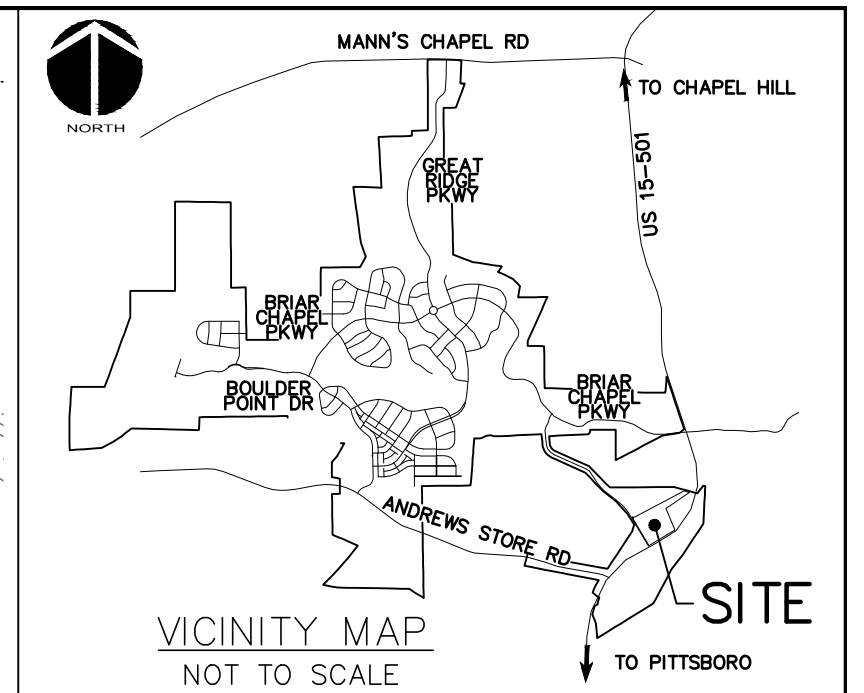 MANN'S CHAPEL RD
TO CHAPEL HILL
NORTH
GREAT
RIDGE
PKWY
US 15-501
BRIAR
CHAPEL
PKWY
BOULDER
POINT DR
BRIAR
CHAPEL
PKWY
ANDREWS STORE RD
SITE
VICINITY MAP
NOT TO SCALE
TO PITTSBORO